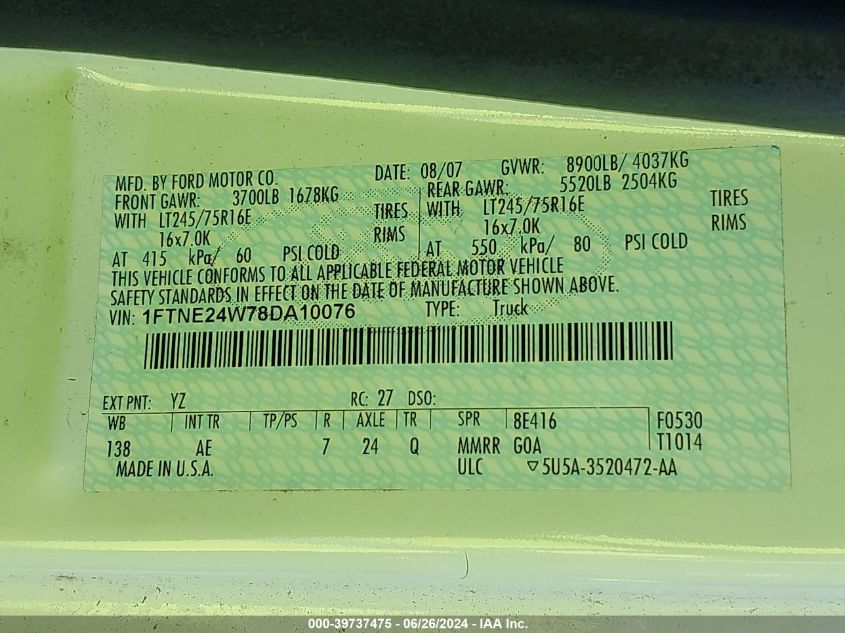 MFD. BY FORD MOTOR CO. DATE: 08/07 GVWR: 8900LB/ 4037KG
FRONT GAWR: 3700LB 1678KG REAR GAWR: 5520LB 2504KG
WITH LT245/75R16E TIRES WITH LT245/75R16E TIRES
16x7.0K RIMS 16x7.0K RIMS
AT 415 kPa/ 60 PSI COLD AT 550 kPa/ 80 PSI COLD
THIS VEHICLE CONFORMS TO ALL APPLICABLE FEDERAL MOTOR VEHICLE
SAFETY STANDARDS IN EFFECT ON THE DATE OF MANUFACTURE SHOWN ABOVE.
VIN: 1FTNE24W78DA10076 TYPE: Truck
EXT PNT: YZ RC: 27 DSO:
WB INT TR TP/PS R AXLE TR SPR 8E416 F0530
138 AE 7 24 Q MMRR GOA T1014
MADE IN U.S.A. ULC ▽5U5A-3520472-AA
000-39737475 - 06/26/2024 - IAA Inc.